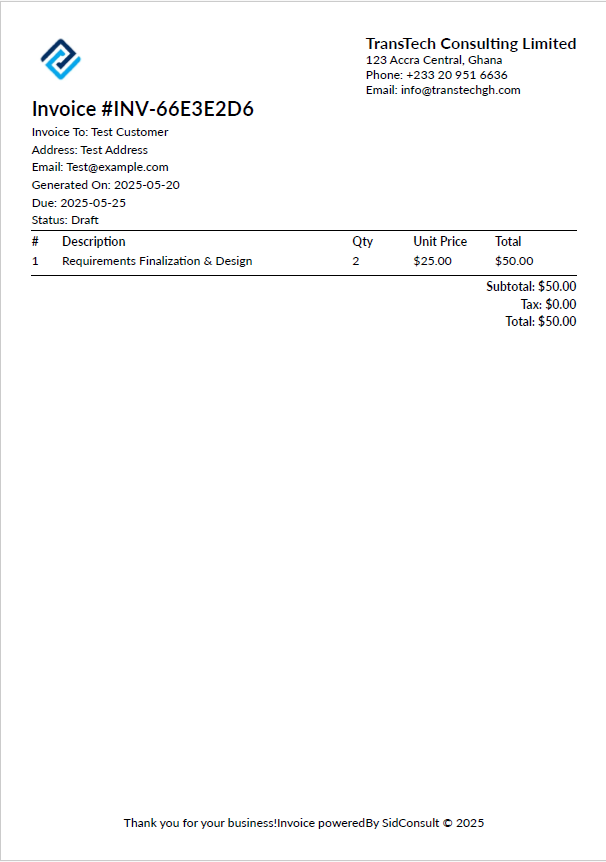 TransTech Consulting Limited
123 Accra Central, Ghana
Phone: +233 20 951 6636
Email: info@transtechgh.com
Invoice #INV-66E3E2D6
Invoice To: Test Customer
Address: Test Address
Email: Test@example.com
Generated On: 2025-05-20
Due: 2025-05-25
Status: Draft
# Description Qty Unit Price Total
1 Requirements Finalization & Design 2 $25.00 $50.00
Subtotal: $50.00
Tax: $0.00
Total: $50.00
Thank you for your business!Invoice poweredBy SidConsult © 2025